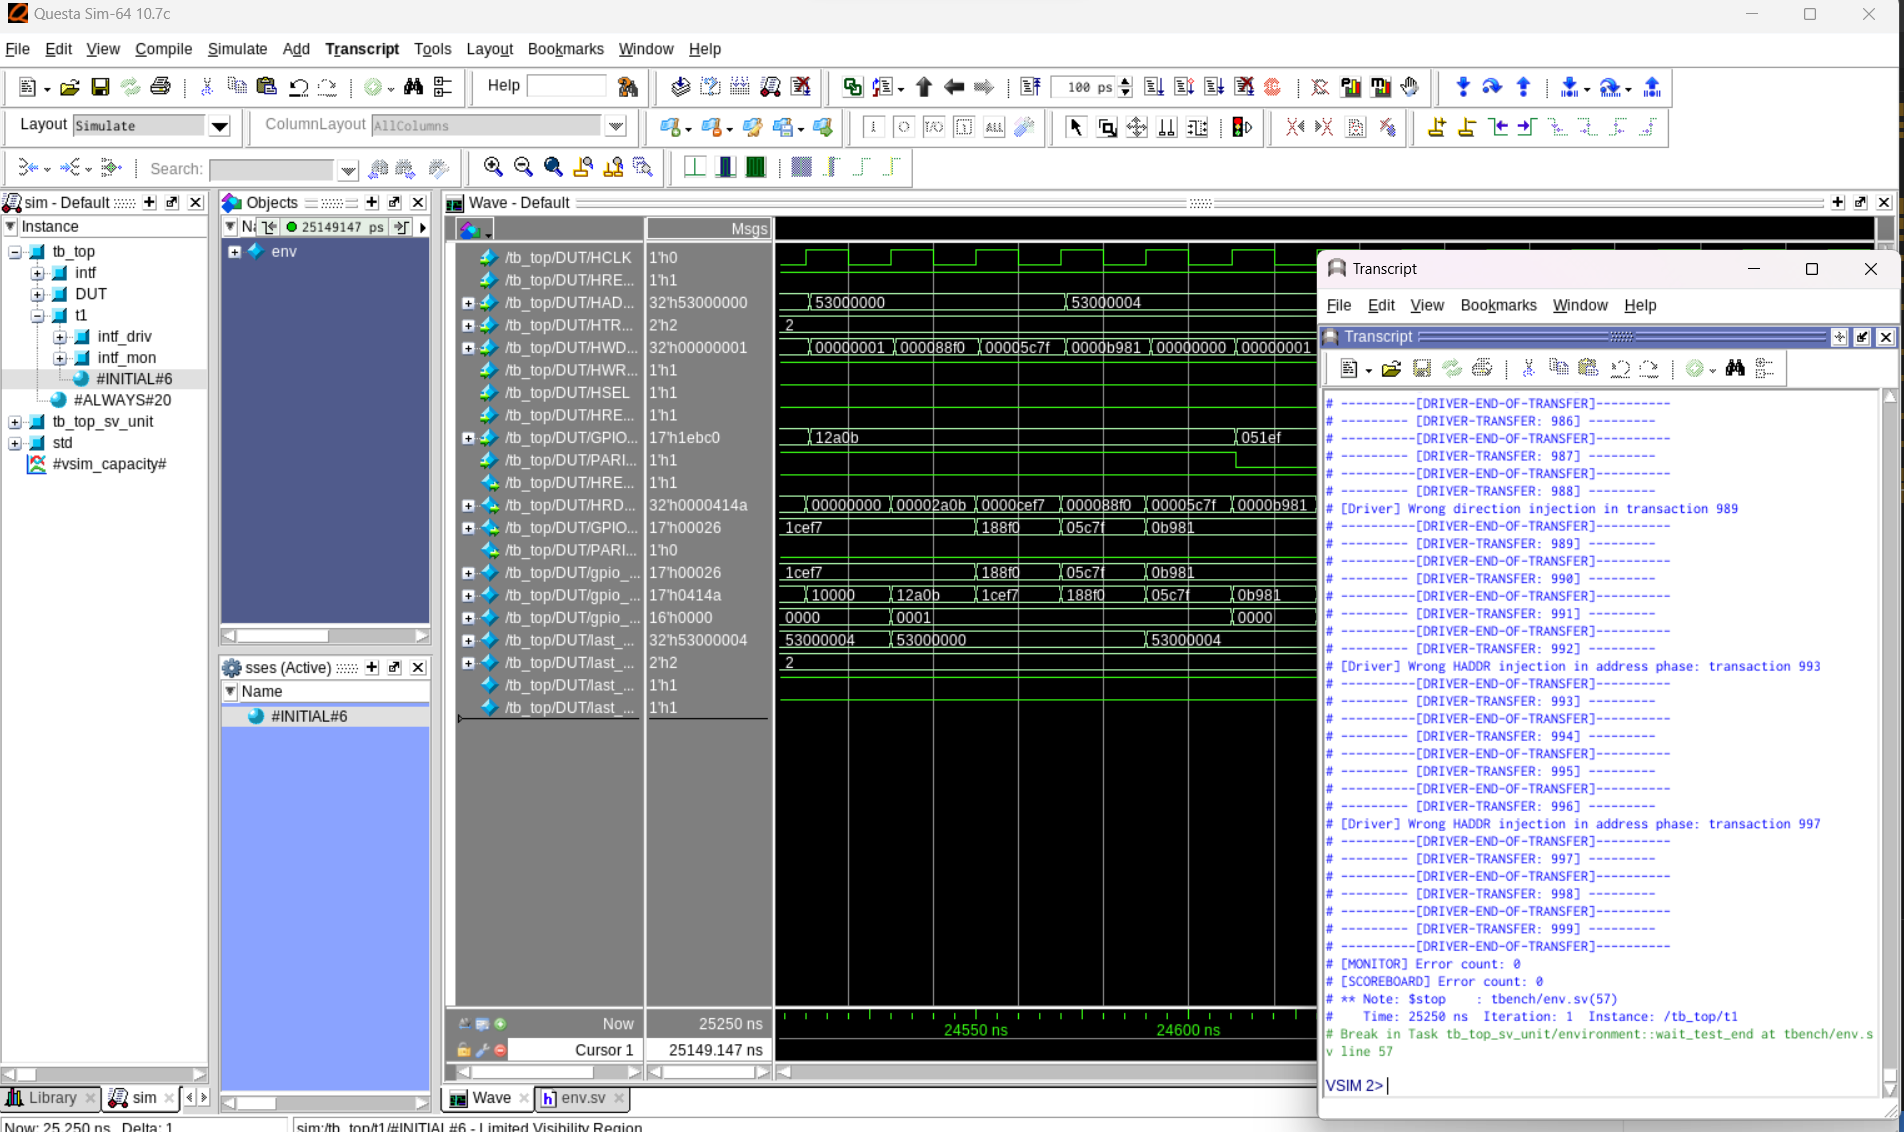 Questa Sim-64 10.7c
File Edit View Compile Simulate Add Transcript Tools Layout Bookmarks Window Help
Help
100 ps
Layout Simulate
ColumnLayout AllColumns
Search:
sim - Default
Instance
tb_top
intf
DUT
t1
intf_driv
intf_mon
#INITIAL#6
#ALWAYS#20
tb_top_sv_unit
std
#vsim_capacity#
Library
sim
Objects
25149147 ps
env
sses (Active)
Name
#INITIAL#6
Wave - Default
Msgs
/tb_top/DUT/HCLK 1'h0
/tb_top/DUT/HRE... 1'h1
/tb_top/DUT/HAD... 32'h53000000 53000000 53000004
/tb_top/DUT/HTR... 2'h2 2
/tb_top/DUT/HWD... 32'h00000001 00000001 000088f0 00005c7f 0000b981 00000000 00000001
/tb_top/DUT/HWR... 1'h1
/tb_top/DUT/HSEL 1'h1
/tb_top/DUT/HRE... 1'h1
/tb_top/DUT/GPIO... 17'h1ebc0 12a0b 051ef
/tb_top/DUT/PARI... 1'h1
/tb_top/DUT/HRE... 1'h1
/tb_top/DUT/HRD... 32'h0000414a 00000000 00002a0b 0000cef7 000088f0 00005c7f 0000b981
/tb_top/DUT/GPIO... 17'h00026 1cef7 188f0 05c7f 0b981
/tb_top/DUT/PARI... 1'h0
/tb_top/DUT/gpio_... 17'h00026 1cef7 188f0 05c7f 0b981
/tb_top/DUT/gpio_... 17'h0414a 10000 12a0b 1cef7 188f0 05c7f 0b981
/tb_top/DUT/gpio_... 16'h0000 0000 0001 0000
/tb_top/DUT/last_... 32'h53000004 53000004 53000000 53000004
/tb_top/DUT/last_... 2'h2 2
/tb_top/DUT/last_... 1'h1
/tb_top/DUT/last_... 1'h1
Now 25250 ns 24550 ns 24600 ns
Cursor 1 25149.147 ns
Wave
env.sv
Transcript
File Edit View Bookmarks Window Help
Transcript
# ----------[DRIVER-END-OF-TRANSFER]----------
# --------- [DRIVER-TRANSFER: 986] ---------
# ----------[DRIVER-END-OF-TRANSFER]----------
# --------- [DRIVER-TRANSFER: 987] ---------
# ----------[DRIVER-END-OF-TRANSFER]----------
# --------- [DRIVER-TRANSFER: 988] ---------
# [Driver] Wrong direction injection in transaction 989
# ----------[DRIVER-END-OF-TRANSFER]----------
# --------- [DRIVER-TRANSFER: 989] ---------
# ----------[DRIVER-END-OF-TRANSFER]----------
# --------- [DRIVER-TRANSFER: 990] ---------
# ----------[DRIVER-END-OF-TRANSFER]----------
# --------- [DRIVER-TRANSFER: 991] ---------
# ----------[DRIVER-END-OF-TRANSFER]----------
# --------- [DRIVER-TRANSFER: 992] ---------
# [Driver] Wrong HADDR injection in address phase: transaction 993
# ----------[DRIVER-END-OF-TRANSFER]----------
# --------- [DRIVER-TRANSFER: 993] ---------
# ----------[DRIVER-END-OF-TRANSFER]----------
# --------- [DRIVER-TRANSFER: 994] ---------
# ----------[DRIVER-END-OF-TRANSFER]----------
# --------- [DRIVER-TRANSFER: 995] ---------
# ----------[DRIVER-END-OF-TRANSFER]----------
# --------- [DRIVER-TRANSFER: 996] ---------
# [Driver] Wrong HADDR injection in address phase: transaction 997
# ----------[DRIVER-END-OF-TRANSFER]----------
# --------- [DRIVER-TRANSFER: 997] ---------
# ----------[DRIVER-END-OF-TRANSFER]----------
# --------- [DRIVER-TRANSFER: 998] ---------
# ----------[DRIVER-END-OF-TRANSFER]----------
# --------- [DRIVER-TRANSFER: 999] ---------
# ----------[DRIVER-END-OF-TRANSFER]----------
# [MONITOR] Error count: 0
# [SCOREBOARD] Error count: 0
# ** Note: $stop : tbench/env.sv(57)
# Time: 25250 ns Iteration: 1 Instance: /tb_top/t1
# Break in Task tb_top_sv_unit/environment::wait_test_end at tbench/env.s
v line 57
VSIM 2>
Now: 25,250 ns Delta: 1
sim:/tb_top/t1/#INITIAL#6 - Limited Visibility Region